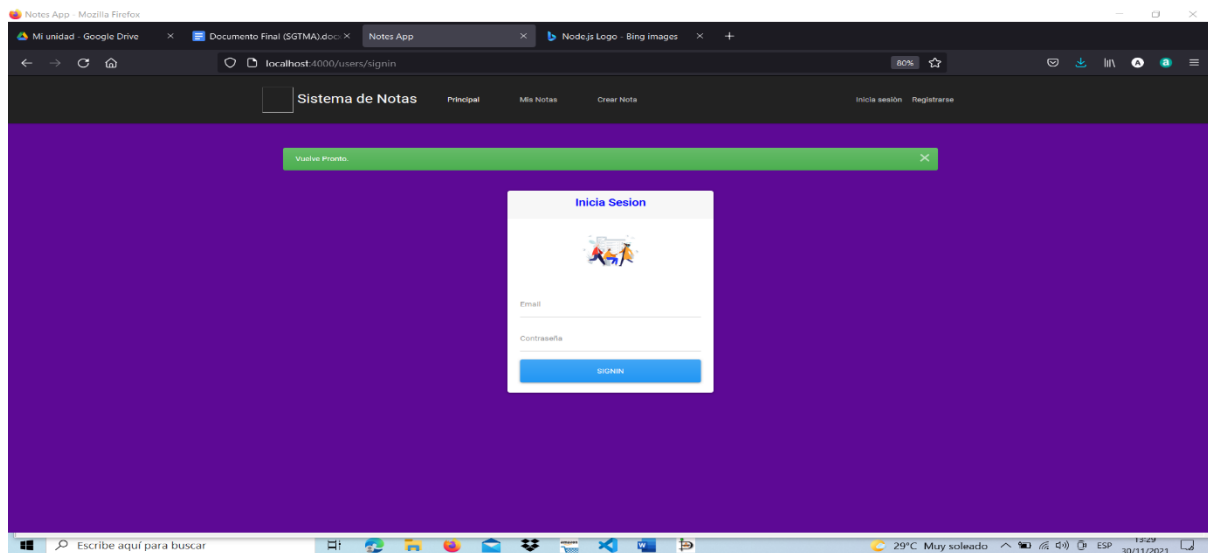 Notes App - Mozilla Firefox
Mi unidad - Google Drive
Documento Final (SGTMA).doc
Notes App
Node.js Logo - Bing images
localhost:4000/users/signin
80%
Sistema de Notas
Principal
Mis Notas
Crear Nota
Inicia sesión
Registrarse
Vuelve Pronto.
Inicia Sesion
Email
Contraseña
SIGNIN
Escribe aquí para buscar
29°C Muy soleado
ESP
13:29
30/11/2021